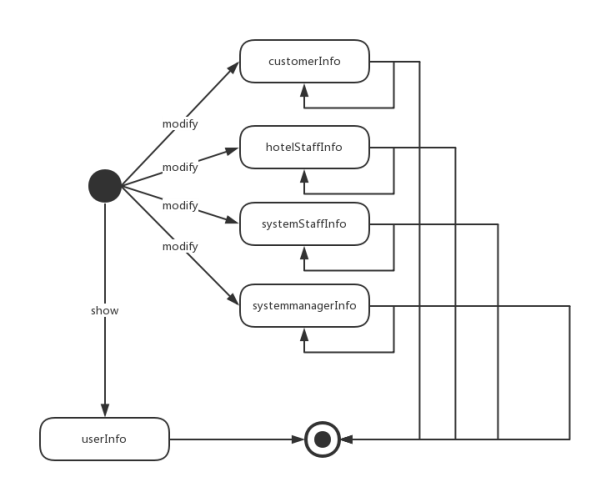 customerInfo
modify
hotelStaffInfo
modify
modify
systemStaffInfo
modify
systemmanagerInfo
show
userInfo